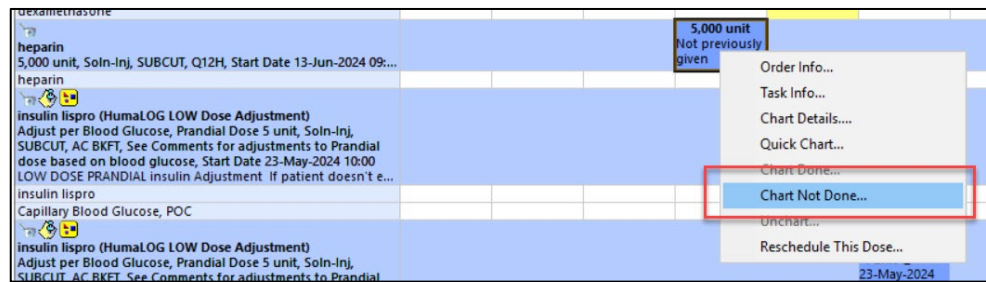 dexamethasone
heparin
5,000 unit, Soln-Inj, SUBCUT, Q12H, Start Date 13-Jun-2024 09:...
5,000 unit
Not previously
given
heparin
insulin lispro (HumaLOG LOW Dose Adjustment)
Adjust per Blood Glucose, Prandial Dose 5 unit, Soln-Inj,
SUBCUT, AC BKFT, See Comments for adjustments to Prandial
dose based on blood glucose, Start Date 23-May-2024 10:00
LOW DOSE PRANDIAL insulin Adjustment If patient doesn't e...
insulin lispro
Capillary Blood Glucose, POC
insulin lispro (HumaLOG LOW Dose Adjustment)
Adjust per Blood Glucose, Prandial Dose 5 unit, Soln-Inj,
SUBCUT, AC BKFT, See Comments for adjustments to Prandial
Order Info...
Task Info...
Chart Details....
Quick Chart...
Chart Done...
Chart Not Done...
Unchart...
Reschedule This Dose...
23-May-2024